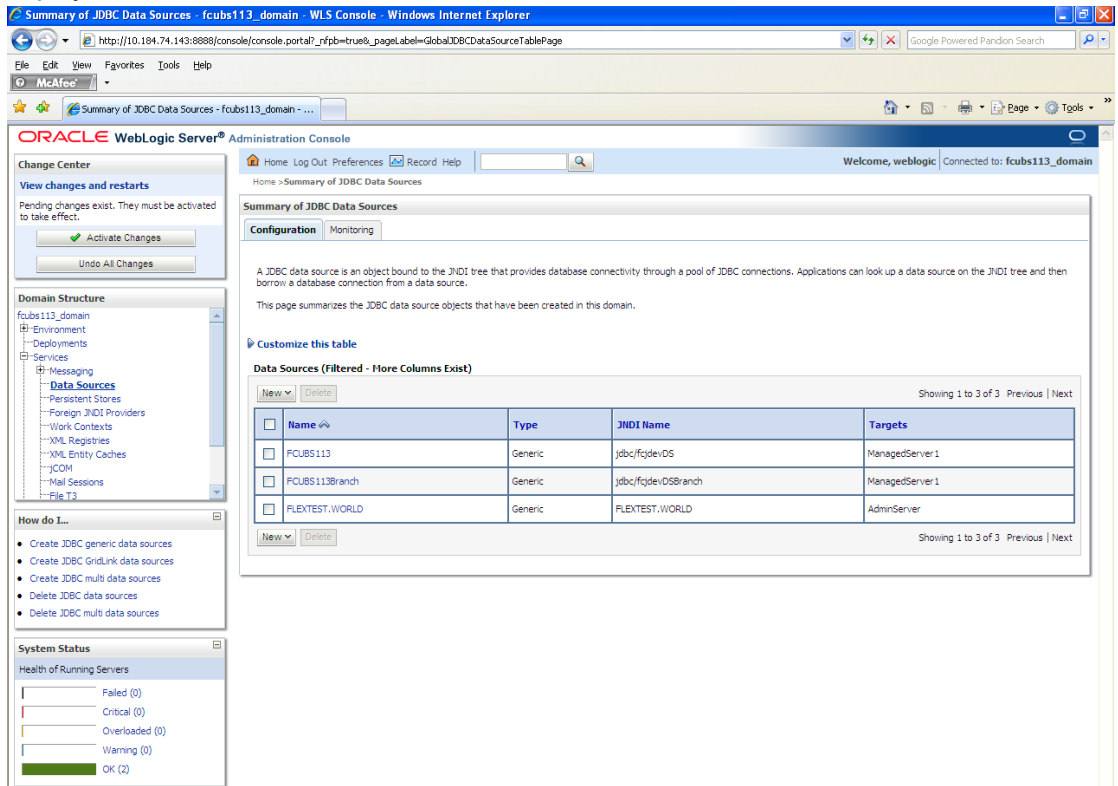 Summary of JDBC Data Sources - fcubs113_domain - WLS Console - Windows Internet Explorer
http://10.184.74.143:8888/console/console.portal?_nfpb=true&_pageLabel=GlobalJDBCDataSourceTablePage
Google Powered Pandion Search
File Edit View Favorites Tools Help
McAfee
Summary of JDBC Data Sources - fcubs113_domain - ...
Page Tools
ORACLE WebLogic Server® Administration Console
Change Center
View changes and restarts
Pending changes exist. They must be activated
to take effect.
Activate Changes
Undo All Changes
Domain Structure
fcubs113_domain
Environment
Deployments
Services
Messaging
Data Sources
Persistent Stores
Foreign JNDI Providers
Work Contexts
XML Registries
XML Entity Caches
jCOM
Mail Sessions
File T3
How do I...
Create JDBC generic data sources
Create JDBC GridLink data sources
Create JDBC multi data sources
Delete JDBC data sources
Delete JDBC multi data sources
System Status
Health of Running Servers
Failed (0)
Critical (0)
Overloaded (0)
Warning (0)
OK (2)
Home Log Out Preferences Record Help
Welcome, weblogic Connected to: fcubs113_domain
Home >Summary of JDBC Data Sources
Summary of JDBC Data Sources
Configuration Monitoring
A JDBC data source is an object bound to the JNDI tree that provides database connectivity through a pool of JDBC connections. Applications can look up a data source on the JNDI tree and then
borrow a database connection from a data source.
This page summarizes the JDBC data source objects that have been created in this domain.
Customize this table
Data Sources (Filtered - More Columns Exist)
New Delete Showing 1 to 3 of 3 Previous | Next
Name Type JNDI Name Targets
FCUBS113 Generic jdbc/fcjdevDS ManagedServer1
FCUBS113Branch Generic jdbc/fcjdevDSBranch ManagedServer1
FLEXTEST.WORLD Generic FLEXTEST.WORLD AdminServer
New Delete Showing 1 to 3 of 3 Previous | Next